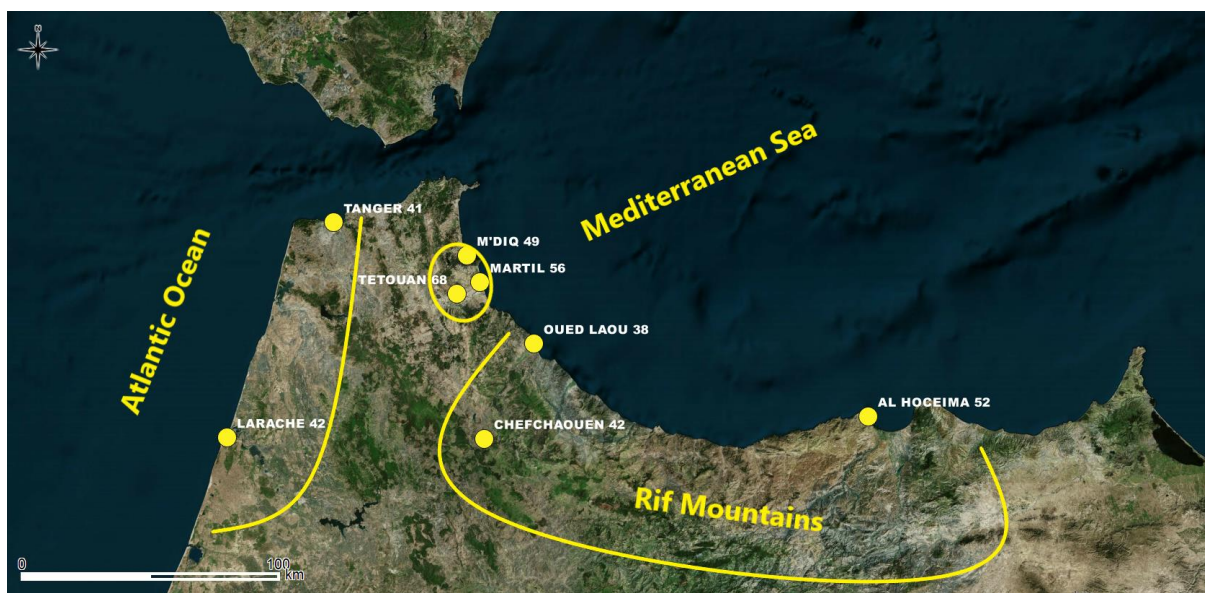 TANGER 41
M'DIQ 49
MARTIL 56
TETOUAN 68
OUED LAOU 38
AL HOCEIMA 52
LARACHE 42
CHEFCHAOUEN 42
Atlantic Ocean
Mediterranean Sea
Rif Mountains
0 100
km